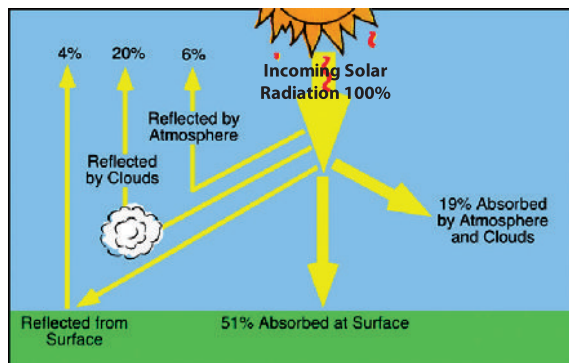 4%
20%
6%
Incoming Solar
Radiation 100%
Reflected by
Atmosphere
Reflected
by Clouds
19% Absorbed
by Atmosphere
and Clouds
Reflected from
Surface
51% Absorbed at Surface